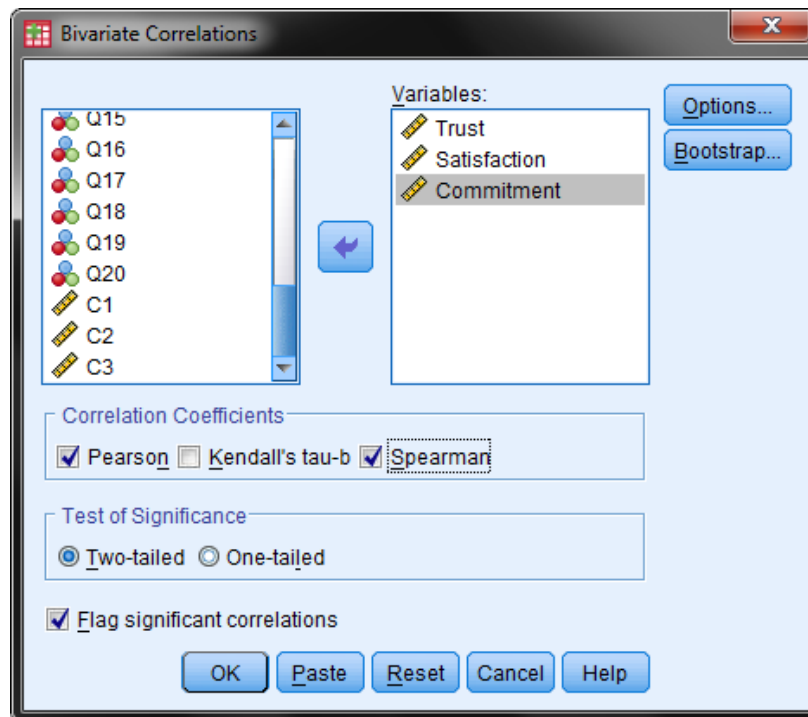 Bivariate Correlations
Q15
Q16
Q17
Q18
Q19
Q20
C1
C2
C3
Variables:
Trust
Satisfaction
Commitment
Options...
Bootstrap...
Correlation Coefficients
Pearson Kendall's tau-b Spearman
Test of Significance
Two-tailed One-tailed
Flag significant correlations
OK Paste Reset Cancel Help